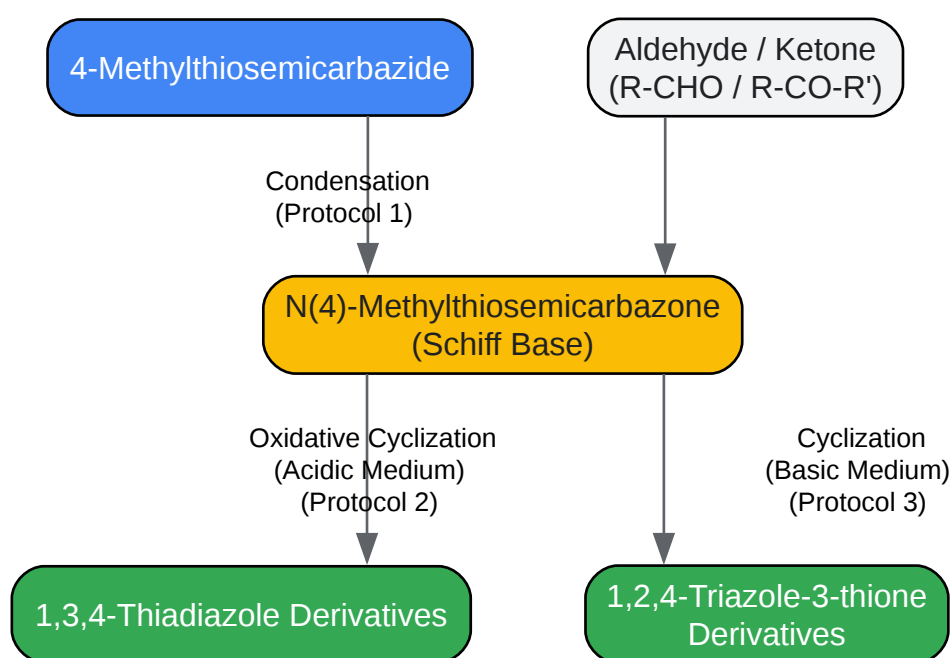 4-Methylthiosemicarbazide
Aldehyde / Ketone
(R-CHO / R-CO-R')
Condensation
(Protocol 1)
N(4)-Methylthiosemicarbazone
(Schiff Base)
Oxidative Cyclization
(Acidic Medium)
(Protocol 2)
Cyclization
(Basic Medium)
(Protocol 3)
1,3,4-Thiadiazole Derivatives
1,2,4-Triazole-3-thione
Derivatives